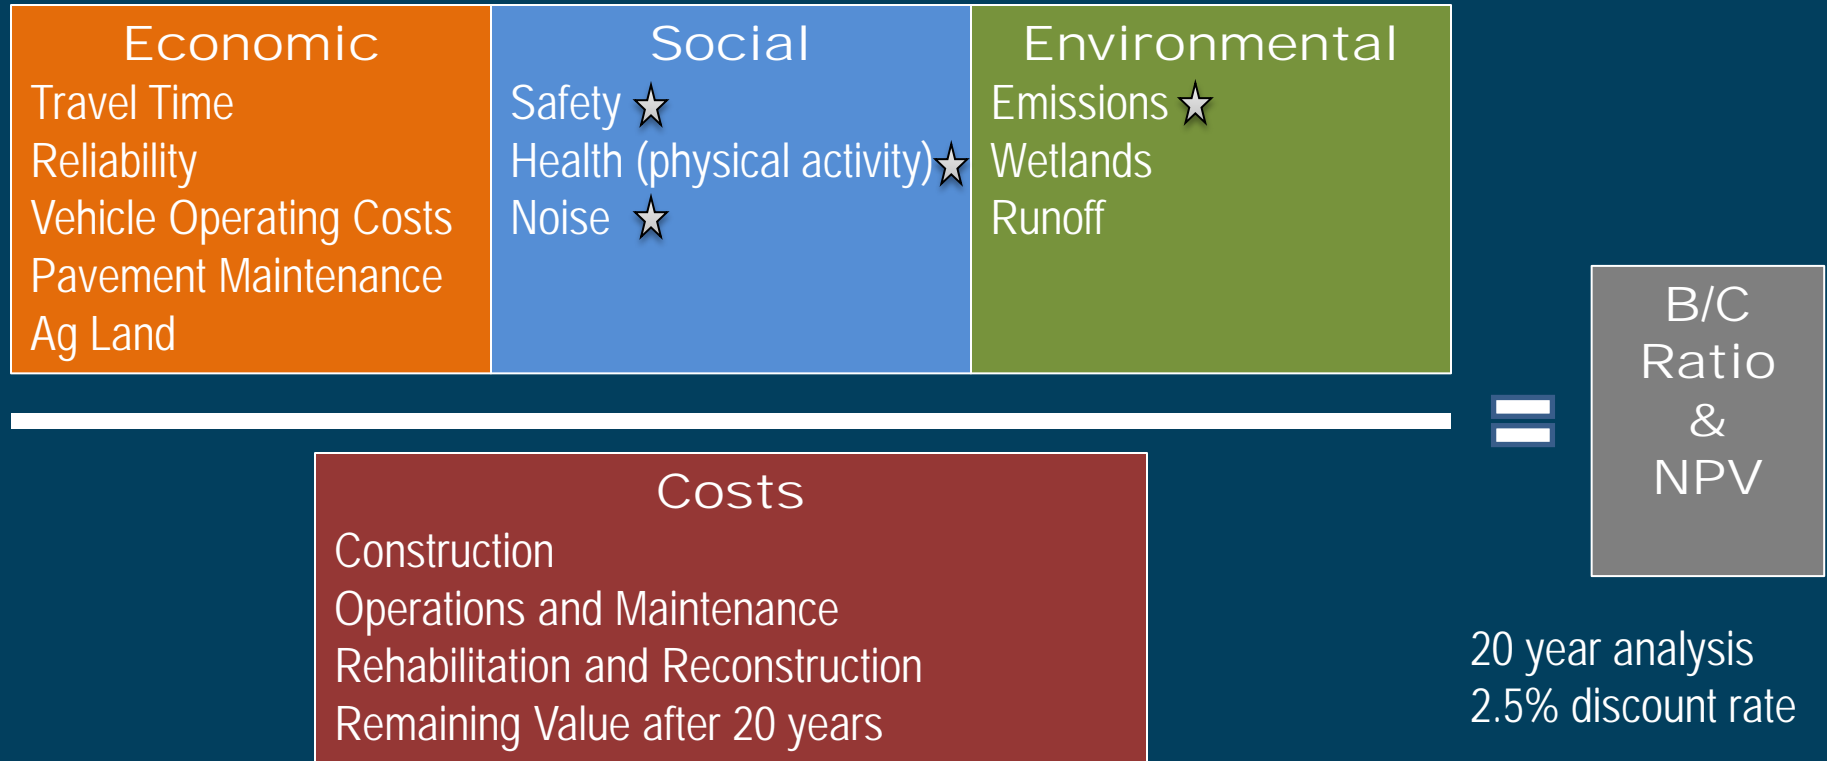 Economic
Travel Time
Reliability
Vehicle Operating Costs
Pavement Maintenance
Ag Land
Social
Safety
Health (physical activity)
Noise
Environmental
Emissions
Wetlands
Runoff
Costs
Construction
Operations and Maintenance
Rehabilitation and Reconstruction
Remaining Value after 20 years
B/C
Ratio
&
NPV
20 year analysis
2.5% discount rate